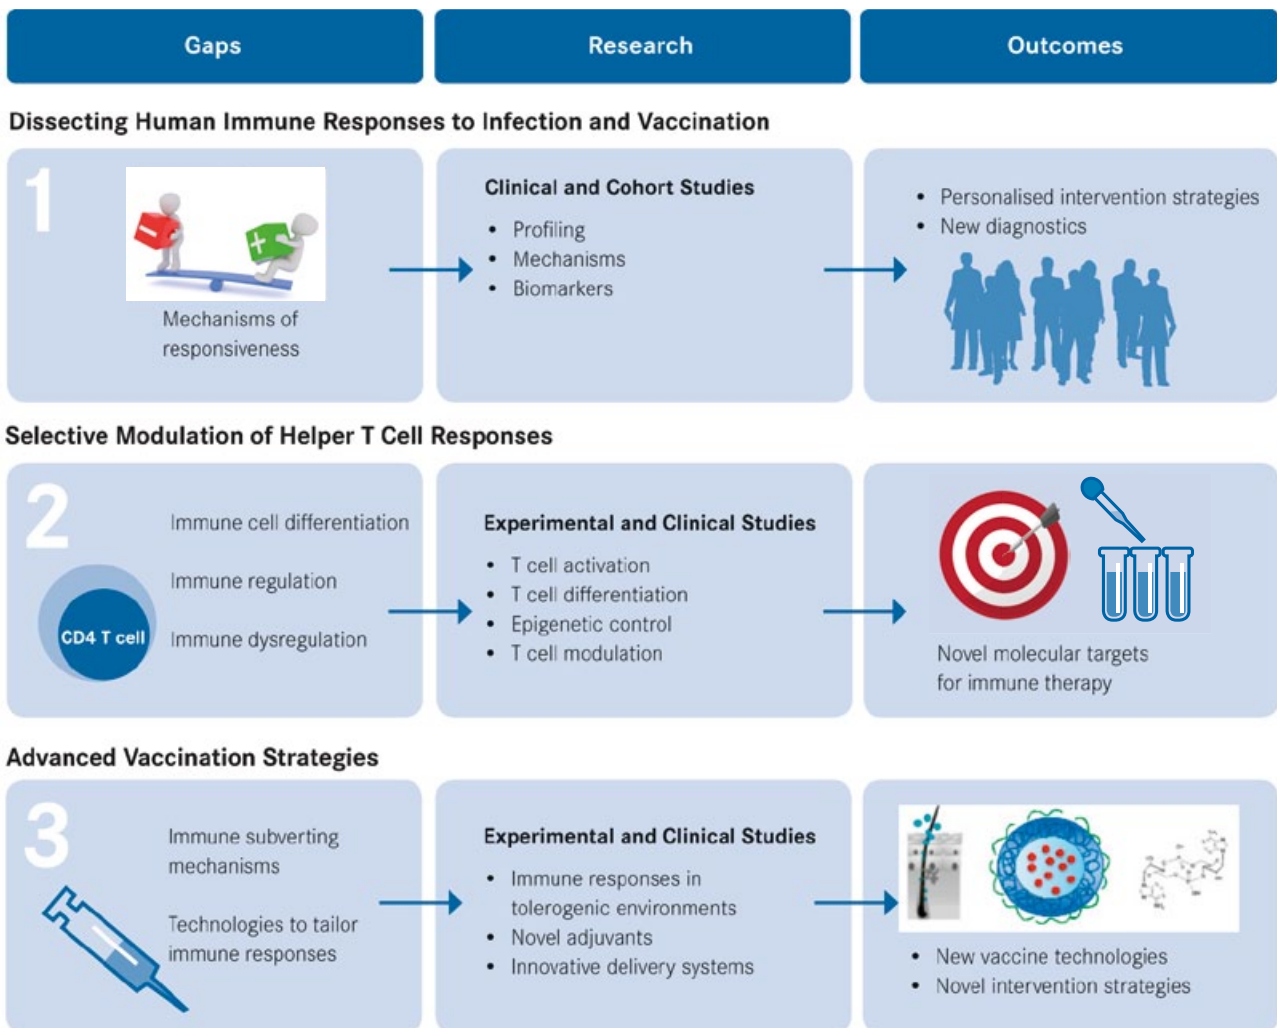 Gaps
Research
Outcomes
Dissecting Human Immune Responses to Infection and Vaccination
1
Mechanisms of
responsiveness
Clinical and Cohort Studies
• Profiling
• Mechanisms
• Biomarkers
• Personalised intervention strategies
• New diagnostics
Selective Modulation of Helper T Cell Responses
2
CD4 T cell
Immune cell differentiation
Immune regulation
Immune dysregulation
Experimental and Clinical Studies
• T cell activation
• T cell differentiation
• Epigenetic control
• T cell modulation
Novel molecular targets
for immune therapy
Advanced Vaccination Strategies
3
Immune subverting
mechanisms
Technologies to tailor
immune responses
Experimental and Clinical Studies
• Immune responses in
tolerogenic environments
• Novel adjuvants
• Innovative delivery systems
• New vaccine technologies
• Novel intervention strategies